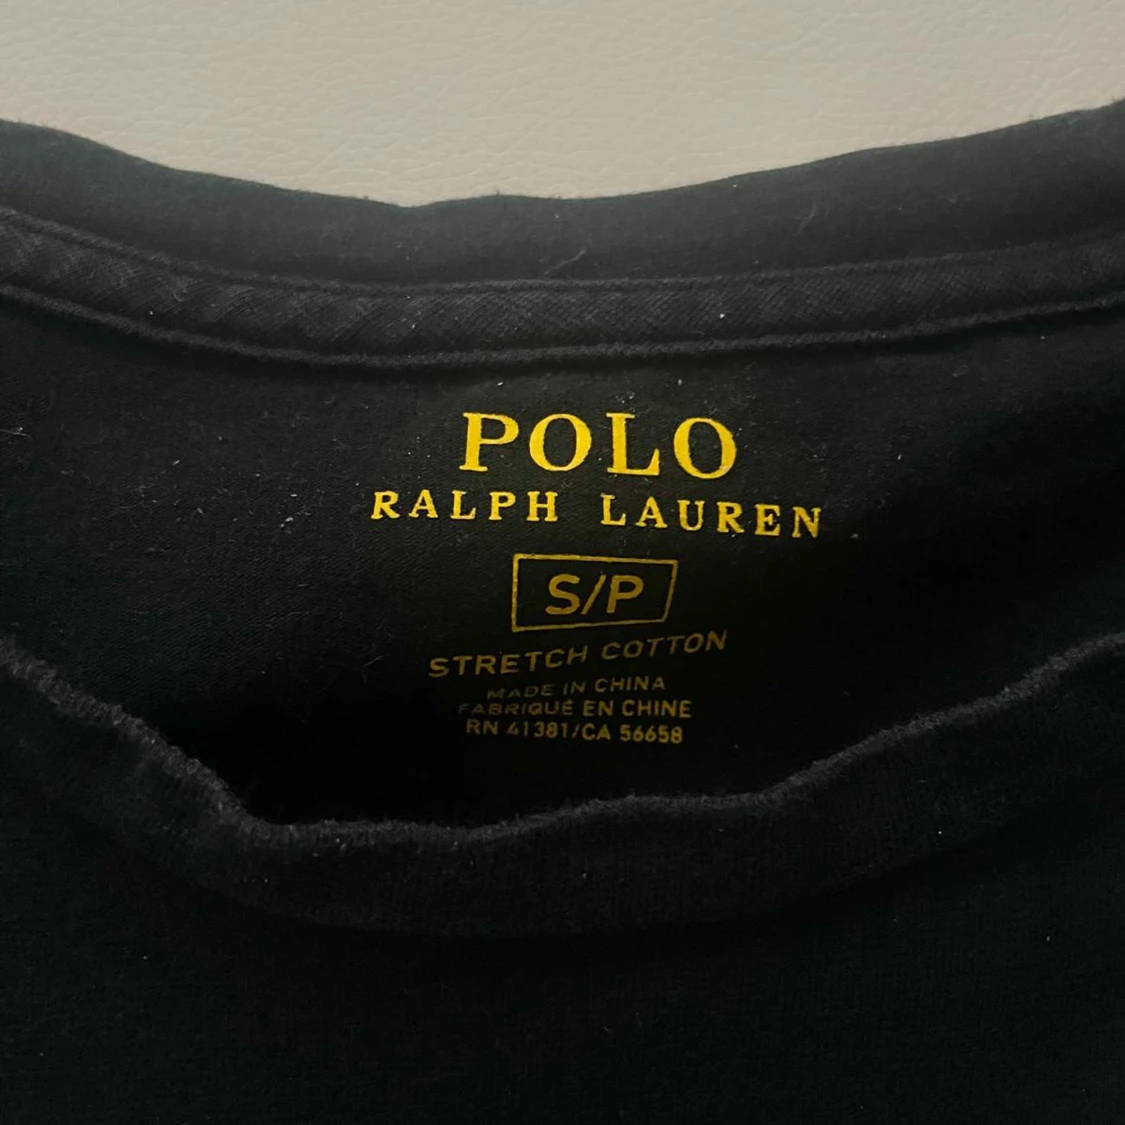 POLO
RALPH LAUREN
S/P
STRETCH COTTON
MADE IN CHINA
FABRIQUÉ EN CHINE
RN 41381/CA 56658